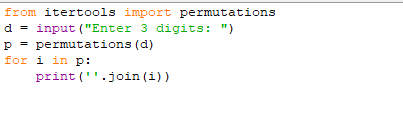 from itertools import permutations
d = input("Enter 3 digits: ")
p = permutations(d)
for i in p:
    print(''.join(i))